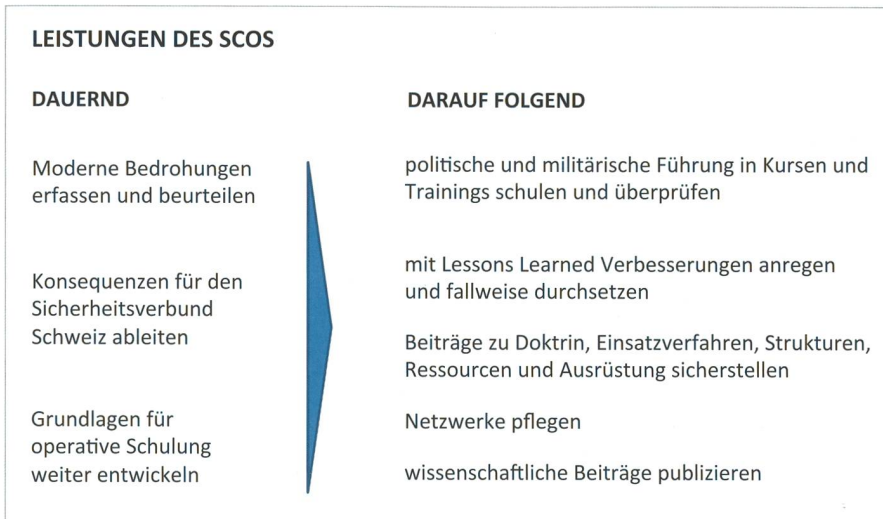 LEISTUNGEN DES SCOS
DAUERND
Moderne Bedrohungen
erfassen und beurteilen
Konsequenzen für den
Sicherheitsverbund
Schweiz ableiten
Grundlagen für
operative Schulung
weiter entwickeln
DARAUF FOLGEND
politische und militärische Führung in Kursen und
Trainings schulen und überprüfen
mit Lessons Learned Verbesserungen anregen
und fallweise durchsetzen
Beiträge zu Doktrin, Einsatzverfahren, Strukturen,
Ressourcen und Ausrüstung sicherstellen
Netzwerke pflegen
wissenschaftliche Beiträge publizieren